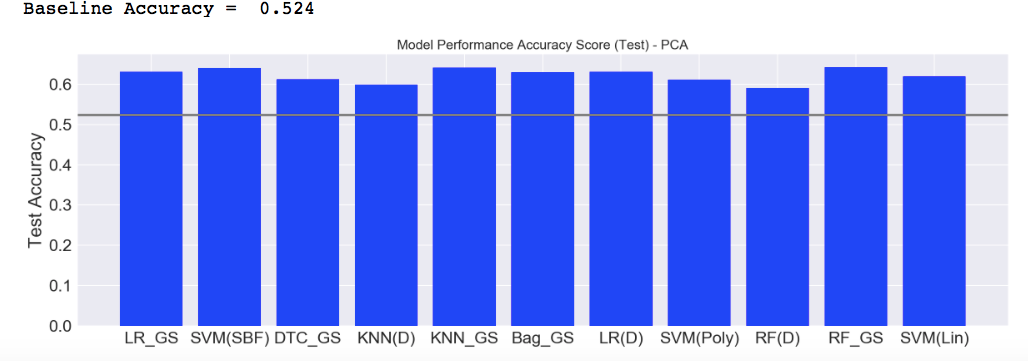 Baseline Accuracy =  0.524
Model Performance Accuracy Score (Test) - PCA
Test Accuracy
0.6
0.5
0.4
0.3
0.2
0.1
0.0
LR_GS SVM(SBF) DTC_GS KNN(D) KNN_GS Bag_GS LR(D) SVM(Poly) RF(D) RF_GS SVM(Lin)